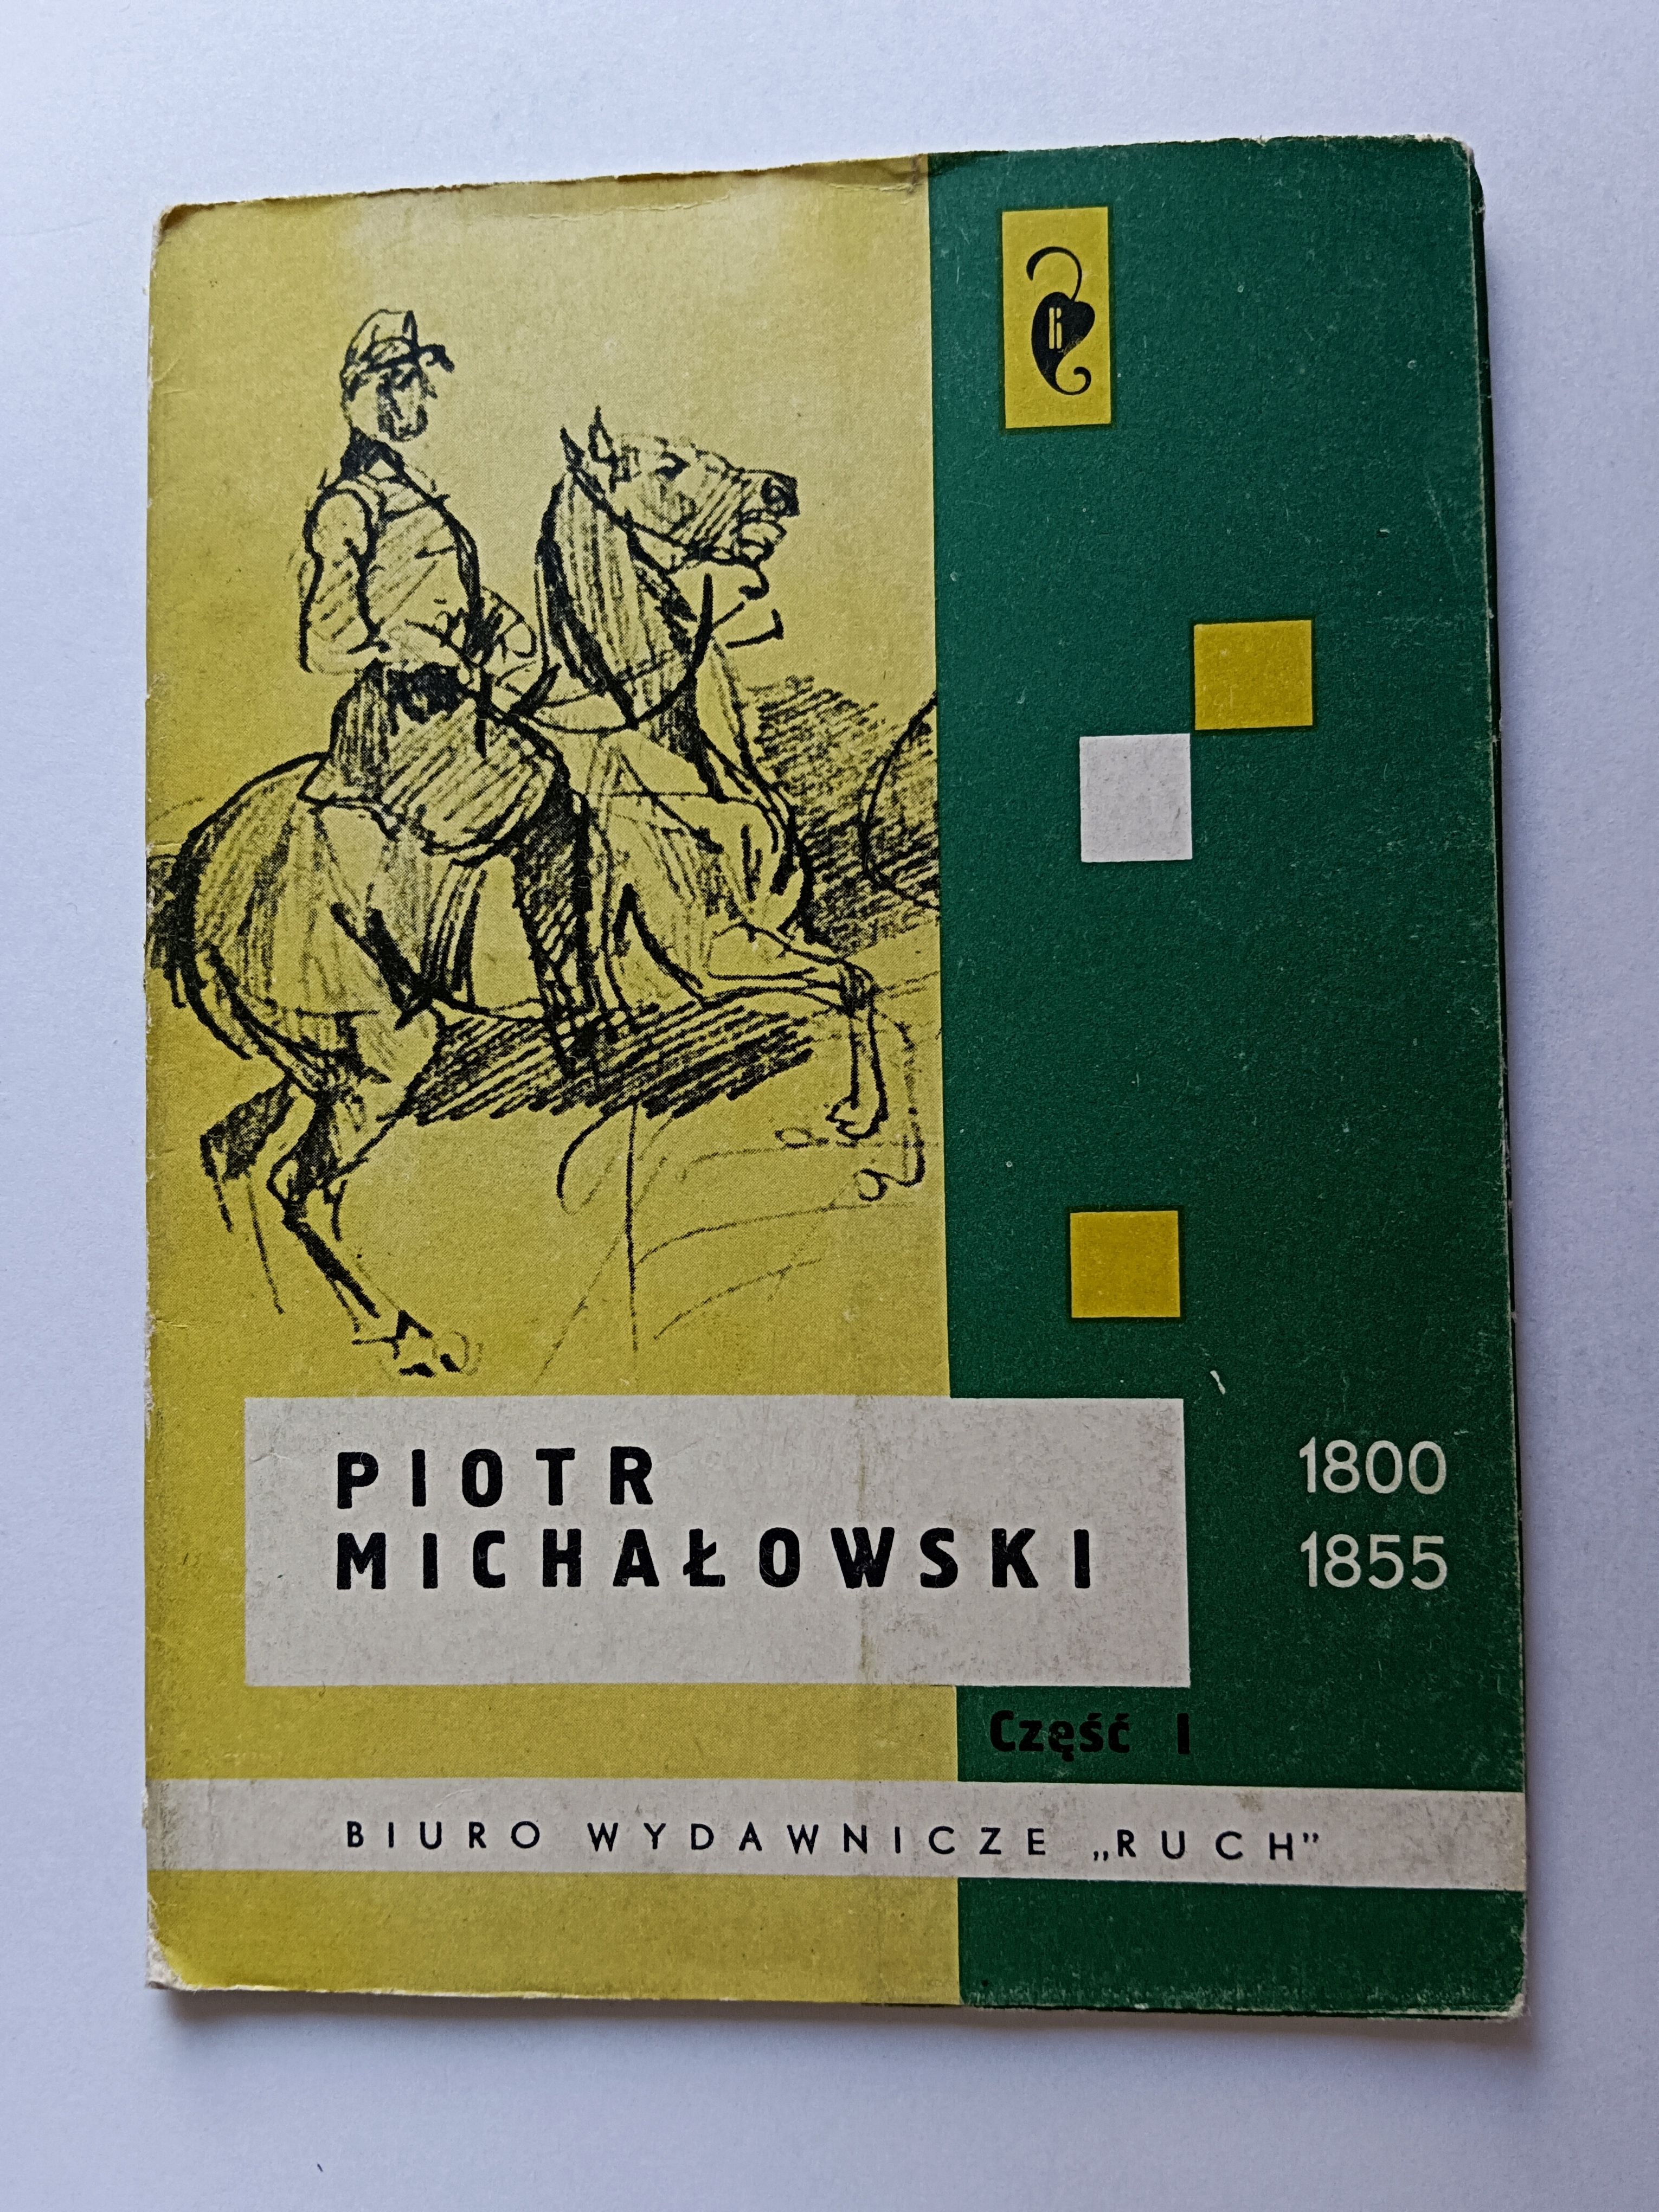 PIOTR
MICHAŁOWSKI
1800
1855
Część I
BIURO WYDAWNICZE „RUCH”